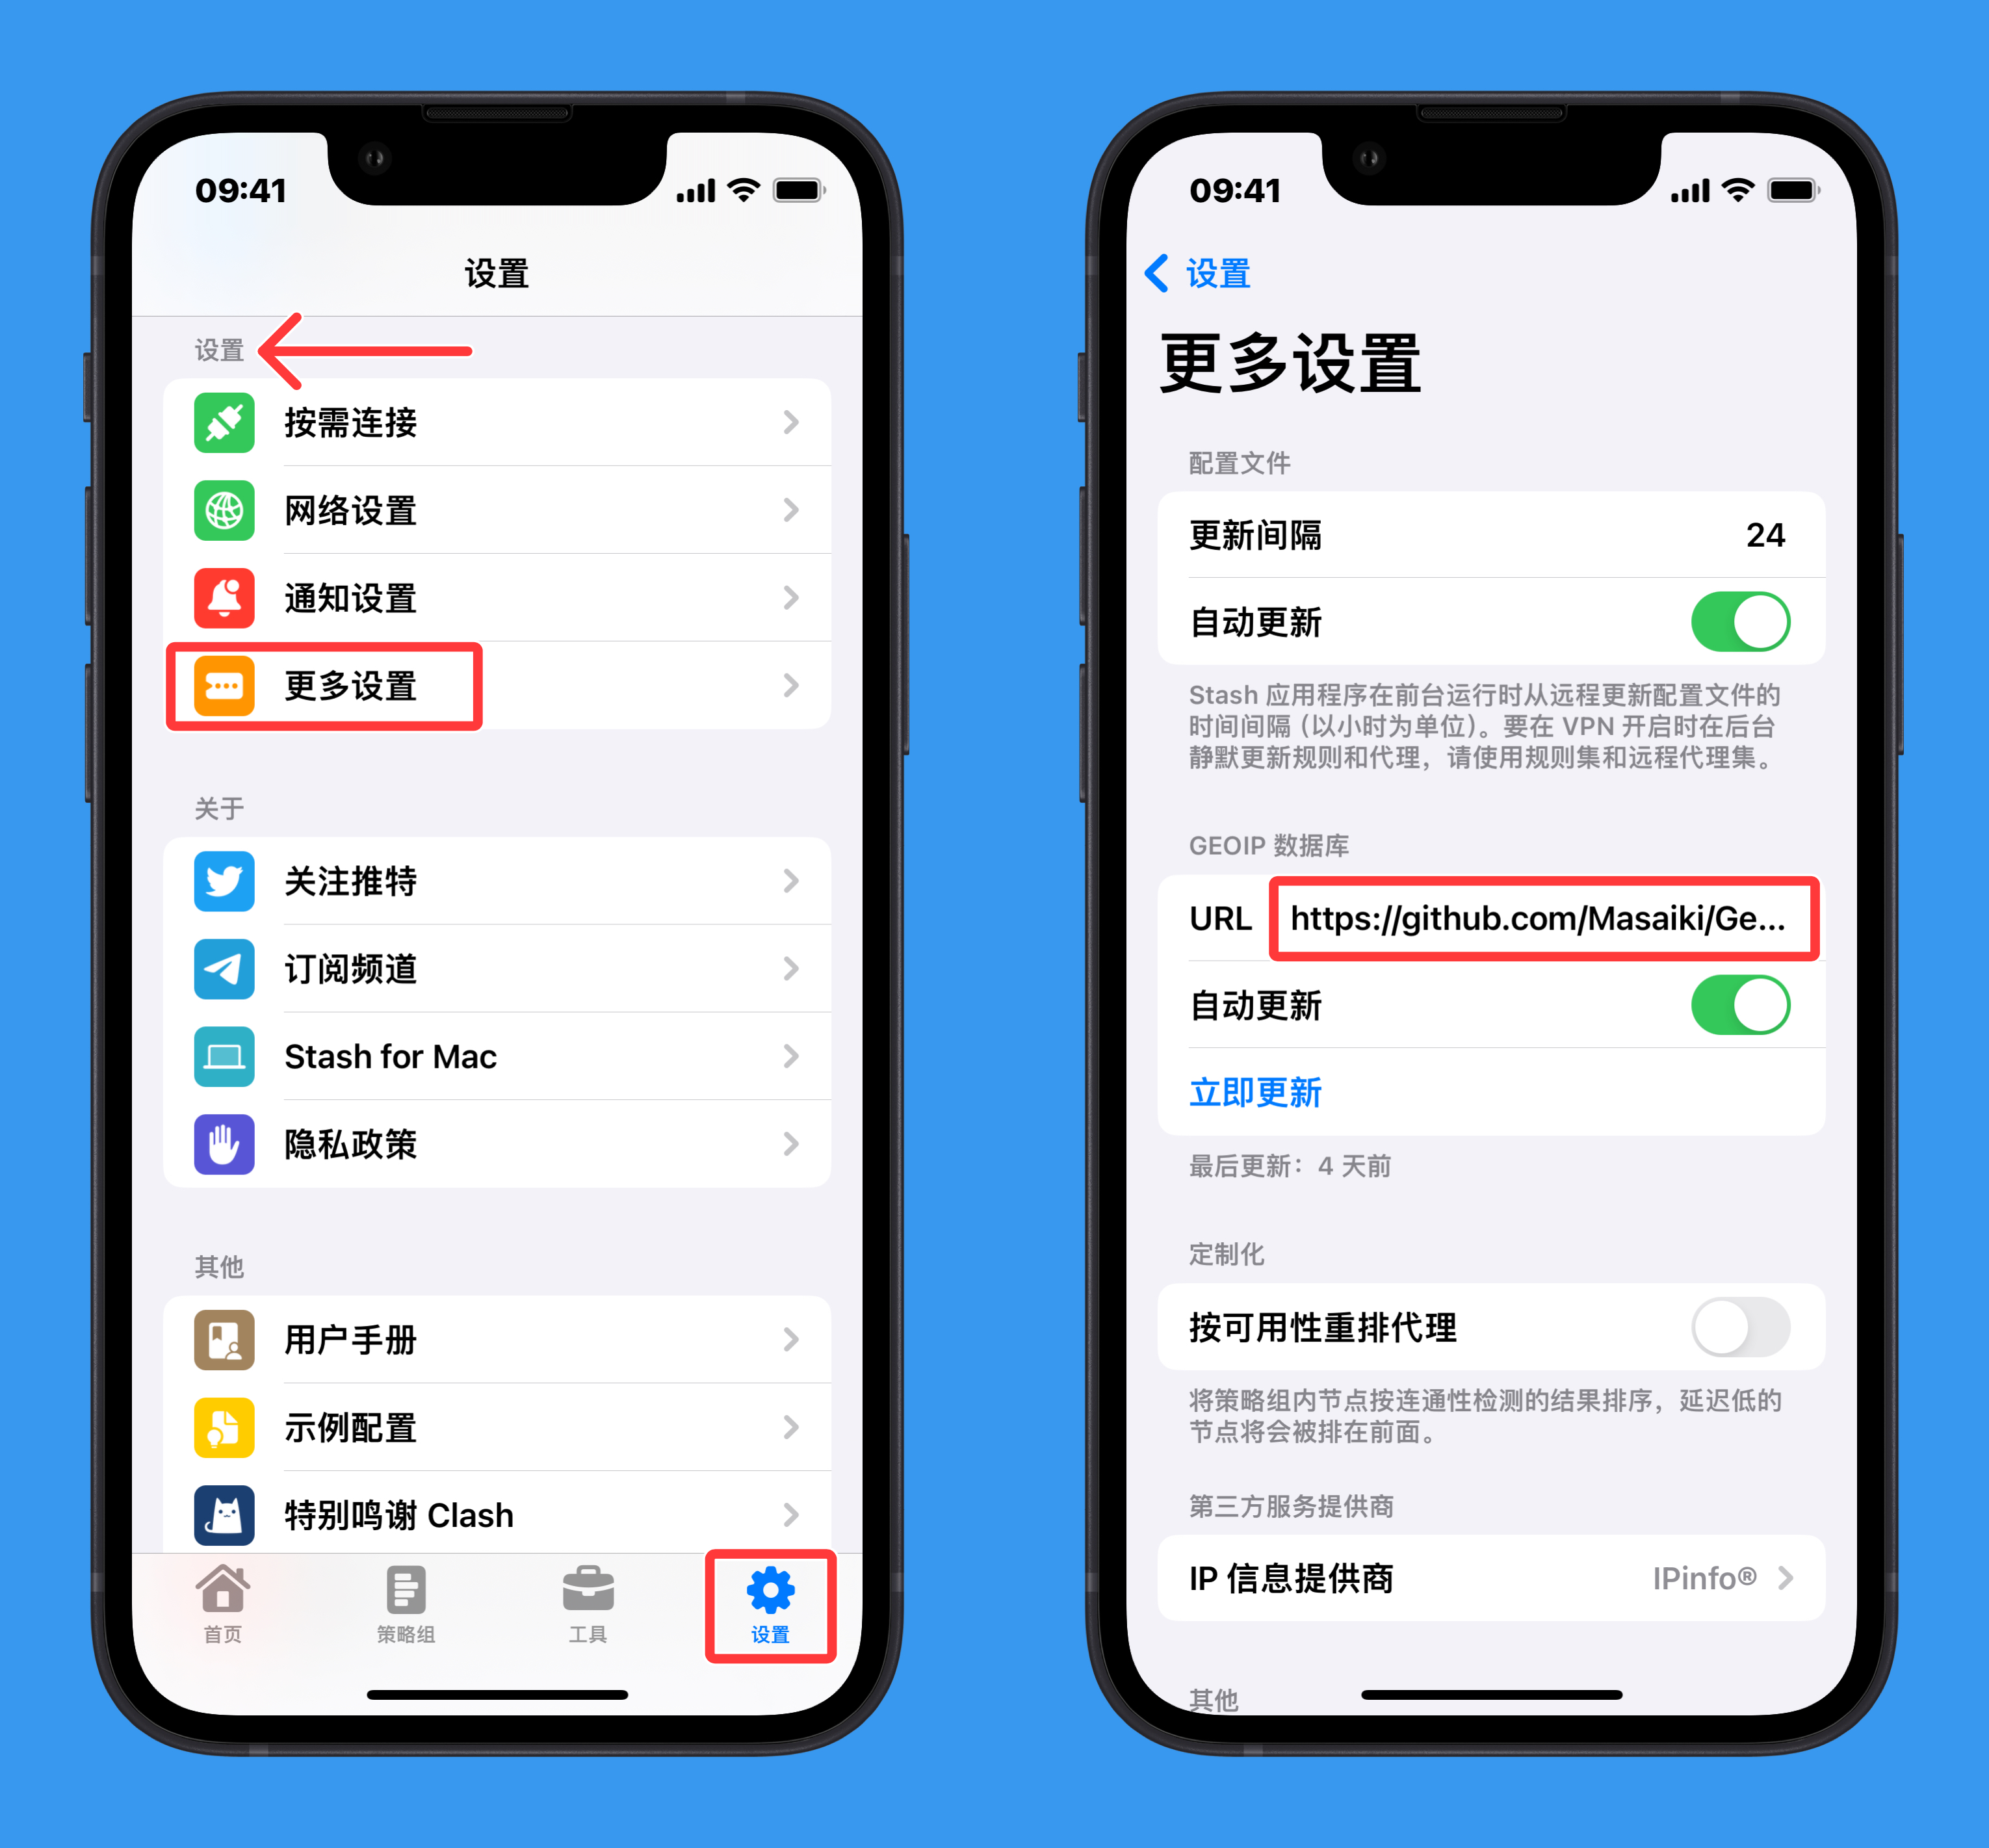 09:41
设置
设置
按需连接
网络设置
通知设置
更多设置
关于
关注推特
订阅频道
Stash for Mac
隐私政策
其他
用户手册
示例配置
特别鸣谢 Clash
首页
策略组
工具
设置
09:41
设置
更多设置
配置文件
更新间隔 24
自动更新
Stash 应用程序在前台运行时从远程更新配置文件的
时间间隔（以小时为单位）。要在 VPN 开启时在后台
静默更新规则和代理，请使用规则集和远程代理集。
GEOIP 数据库
URL https://github.com/Masaiki/Ge...
自动更新
立即更新
最后更新：4 天前
定制化
按可用性重排代理
将策略组内节点按连通性检测的结果排序，延迟低的
节点将会被排在前面。
第三方服务提供商
IP 信息提供商 IPinfo®
其他